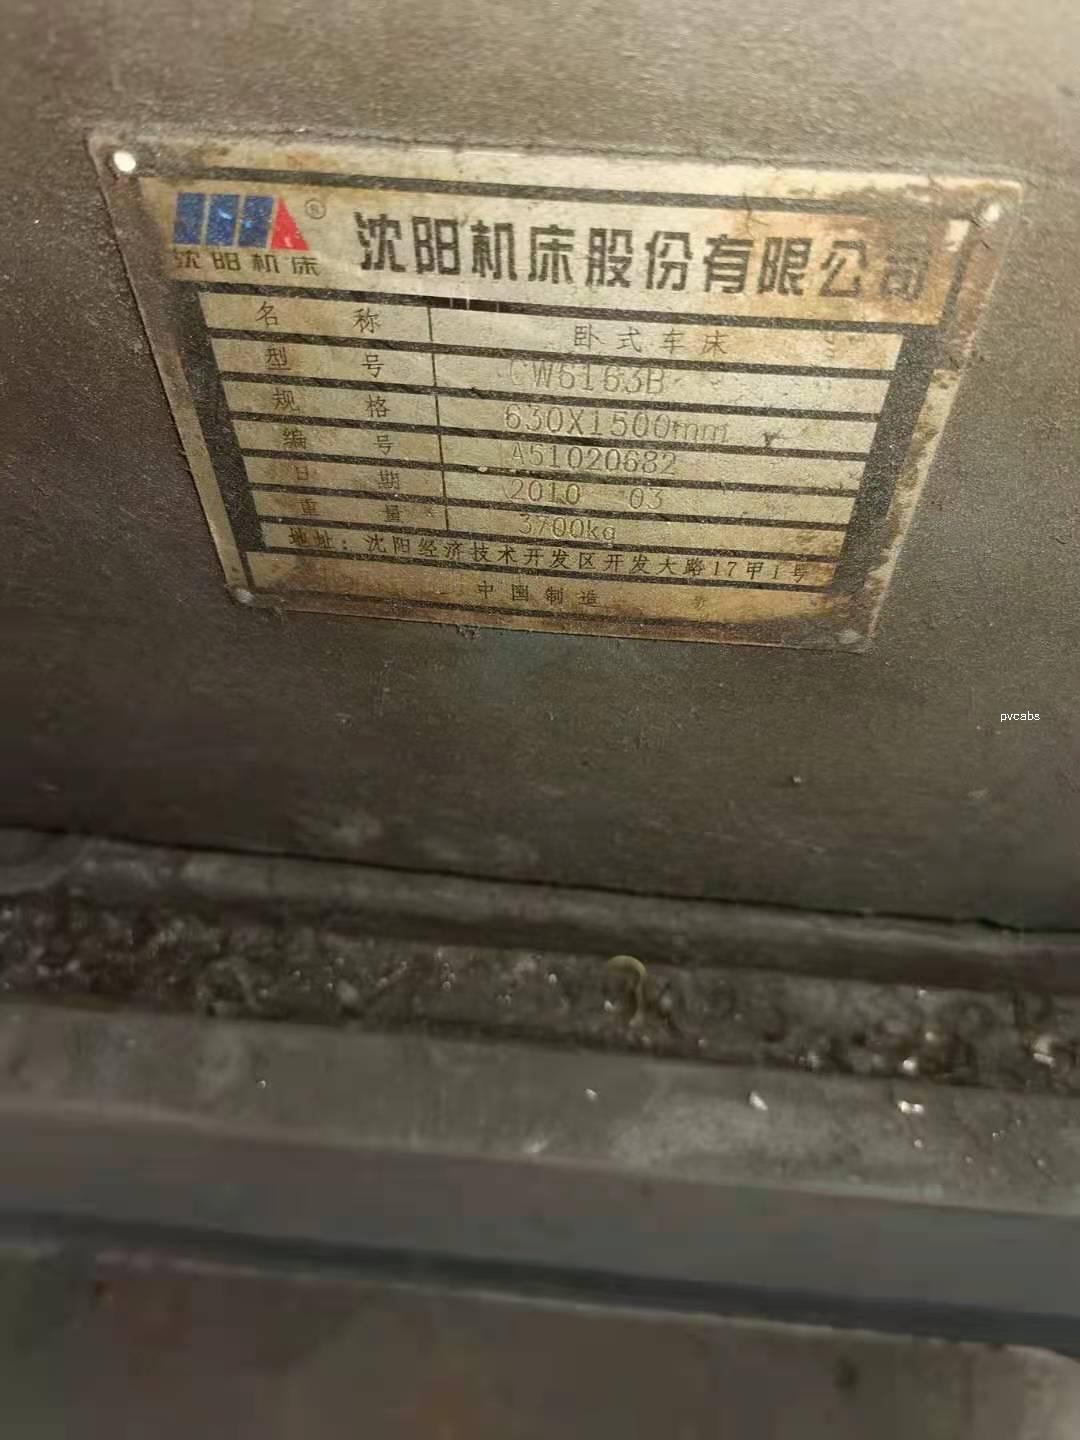 沈阳机床
沈阳机床股份有限公司
名称 卧式车床
型号 CW6163B
规格 630X1500mm
编号 A51020682
日期 2010 03
重量 3700kg
地址：沈阳经济技术开发区开发大路17甲1号
中国制造
pvcabs